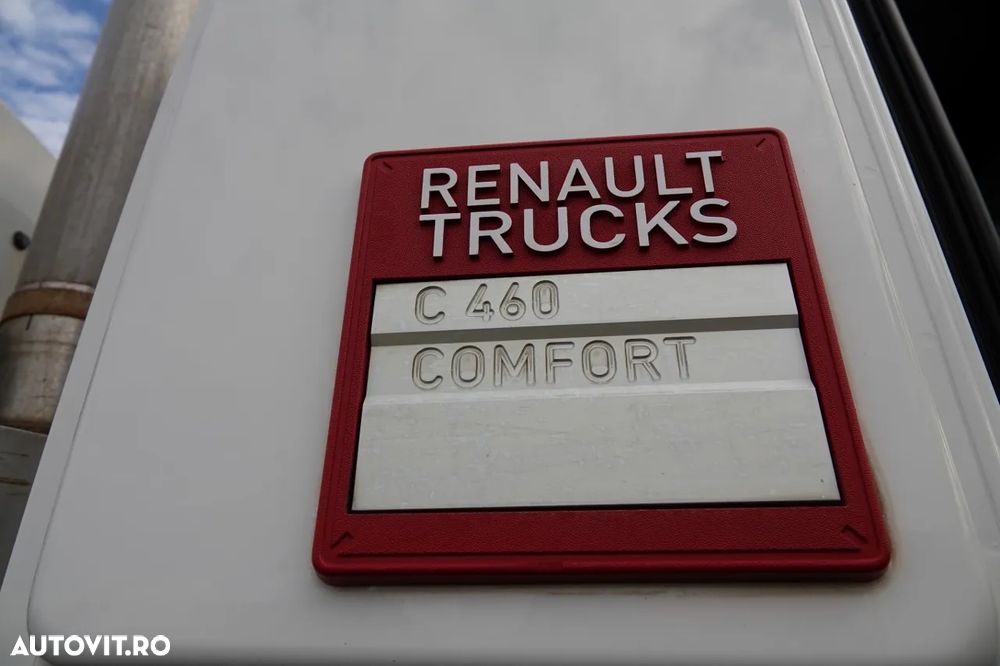 RENAULT
TRUCKS
C 460
COMFORT
AUTOVIT.RO